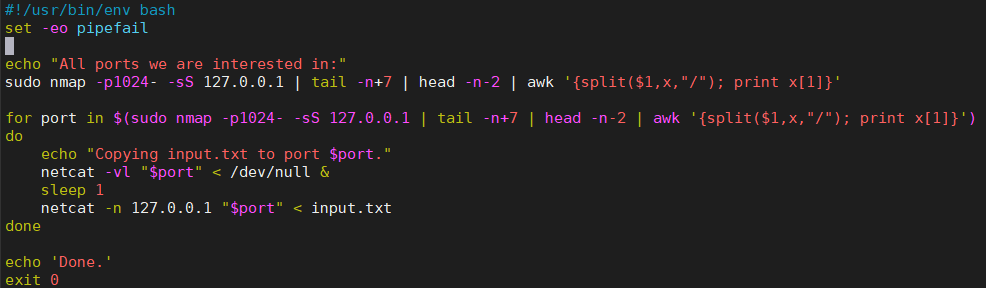 #!/usr/bin/env bash
set -eo pipefail
echo "All ports we are interested in:"
sudo nmap -p1024- -sS 127.0.0.1 | tail -n+7 | head -n-2 | awk '{split($1,x,"/"); print x[1]}'
for port in $(sudo nmap -p1024- -sS 127.0.0.1 | tail -n+7 | head -n-2 | awk '{split($1,x,"/"); print x[1]}')
do
    echo "Copying input.txt to port $port."
    netcat -vl "$port" < /dev/null &
    sleep 1
    netcat -n 127.0.0.1 "$port" < input.txt
done
echo 'Done.'
exit 0